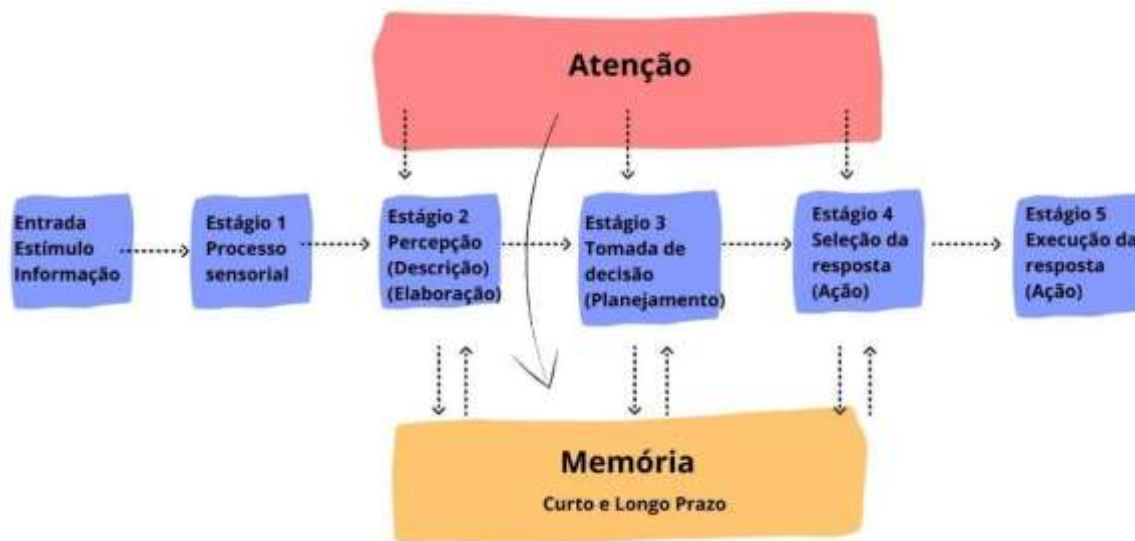 Atenção
Entrada
Estímulo
Informação
Estágio 1
Processo
sensorial
Estágio 2
Percepção
(Descrição)
(Elaboração)
Estágio 3
Tomada de
decisão
(Planejamento)
Estágio 4
Seleção da
resposta
(Ação)
Estágio 5
Execução da
resposta
(Ação)
Memória
Curto e Longo Prazo